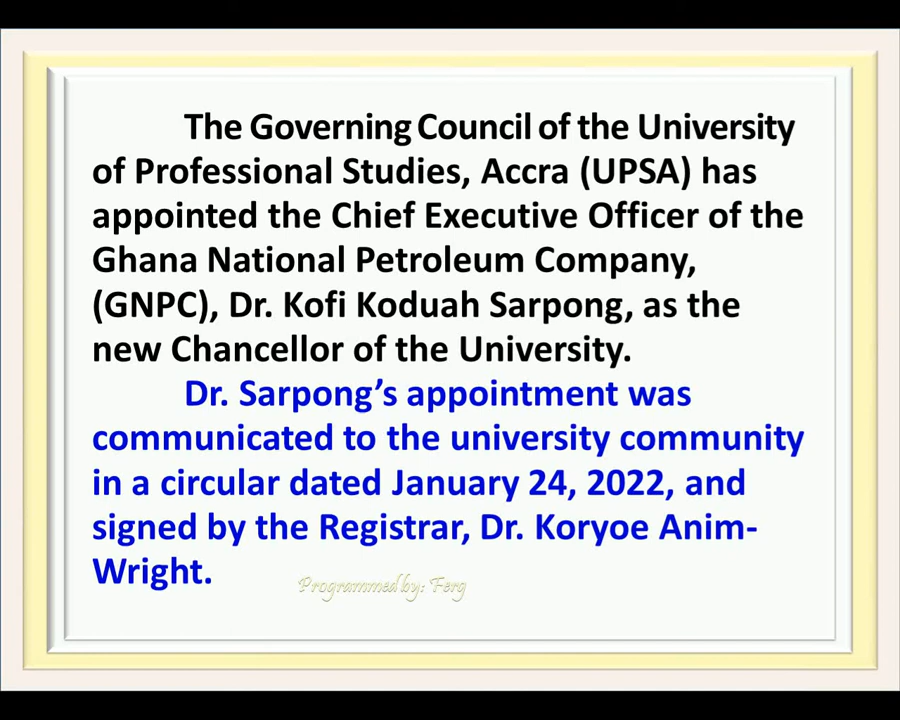 The Governing Council of the University
of Professional Studies, Accra (UPSA) has
appointed the Chief Executive Officer of the
Ghana National Petroleum Company,
(GNPC), Dr. Kofi Koduah Sarpong, as the
new Chancellor of the University.
Dr. Sarpong’s appointment was
communicated to the university community
in a circular dated January 24, 2022, and
signed by the Registrar, Dr. Koryoe Anim-
Wright.
Programmed by: Ferg